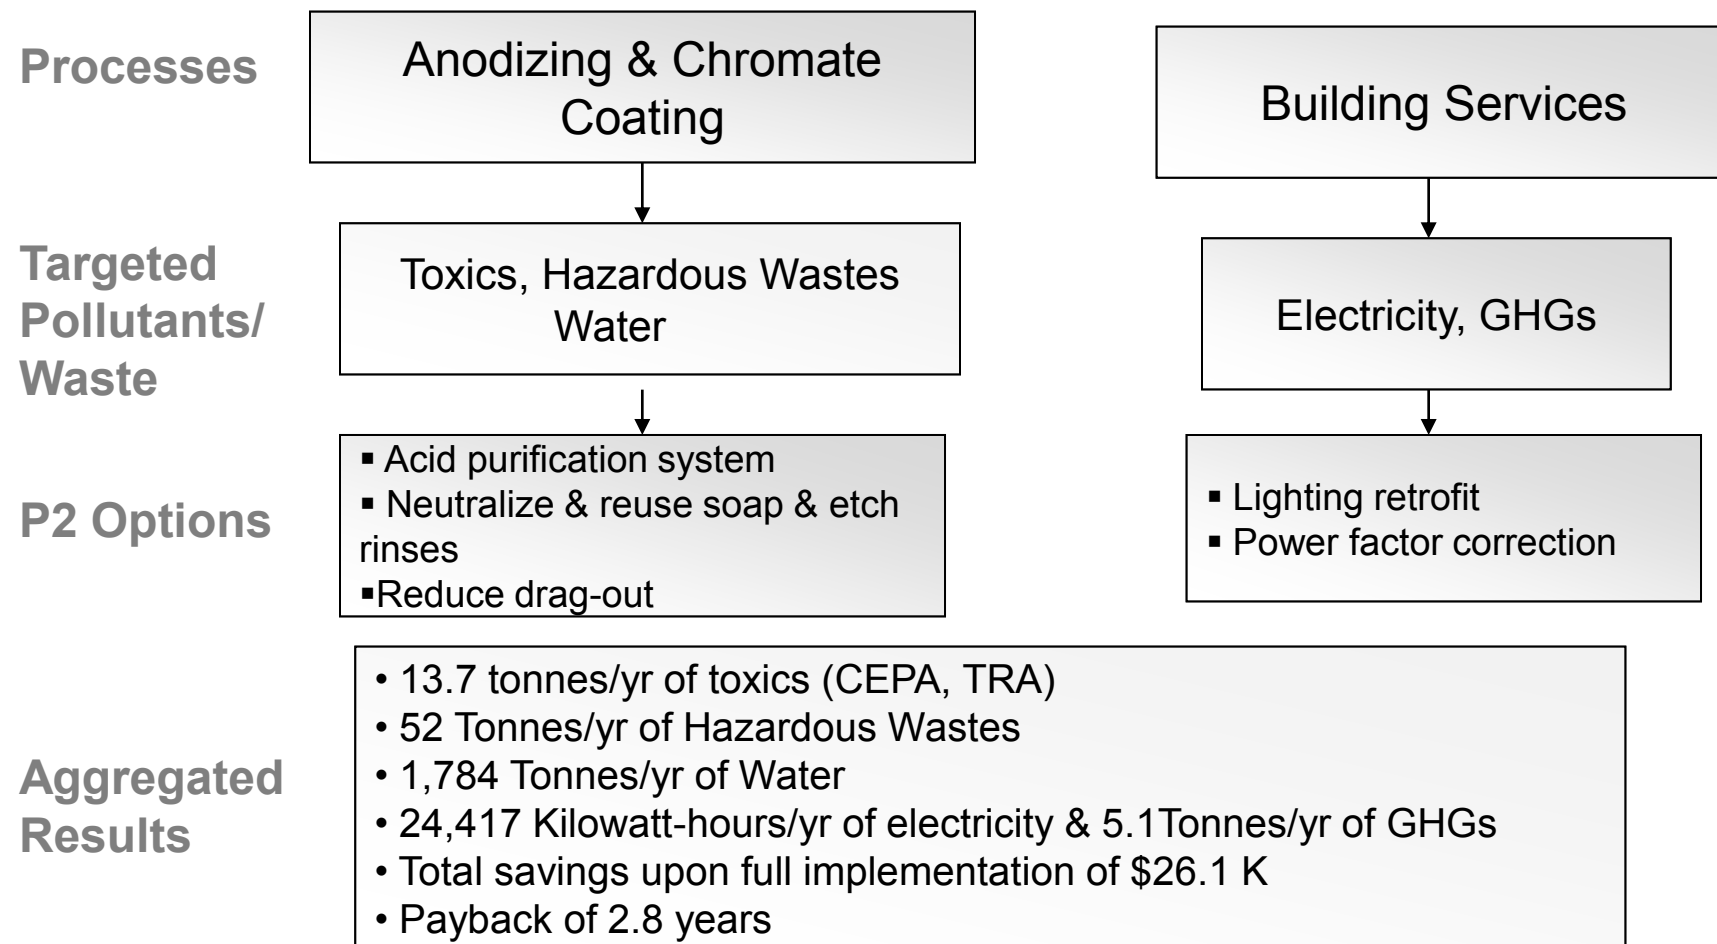 Processes
Anodizing & Chromate
Coating
Building Services
Targeted
Pollutants/
Waste
Toxics, Hazardous Wastes
Water
Electricity, GHGs
P2 Options
▪ Acid purification system
▪ Neutralize & reuse soap & etch
rinses
▪Reduce drag-out
▪ Lighting retrofit
▪ Power factor correction
Aggregated
Results
• 13.7 tonnes/yr of toxics (CEPA, TRA)
• 52 Tonnes/yr of Hazardous Wastes
• 1,784 Tonnes/yr of Water
• 24,417 Kilowatt-hours/yr of electricity & 5.1Tonnes/yr of GHGs
• Total savings upon full implementation of $26.1 K
• Payback of 2.8 years